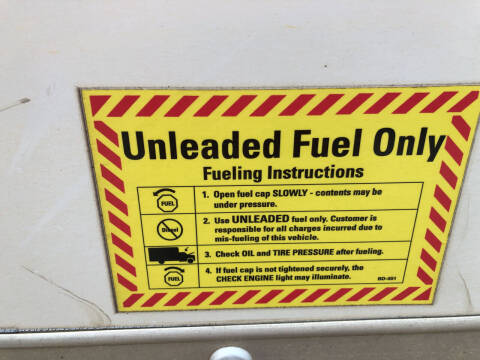 Unleaded Fuel Only
Fueling Instructions
FUEL
1. Open fuel cap SLOWLY - contents may be
under pressure.
Diesel
2. Use UNLEADED fuel only. Customer is
responsible for all charges incurred due to
mis-fueling of this vehicle.
3. Check OIL and TIRE PRESSURE after fueling.
FUEL
4. If fuel cap is not tightened securely, the
CHECK ENGINE light may illuminate.